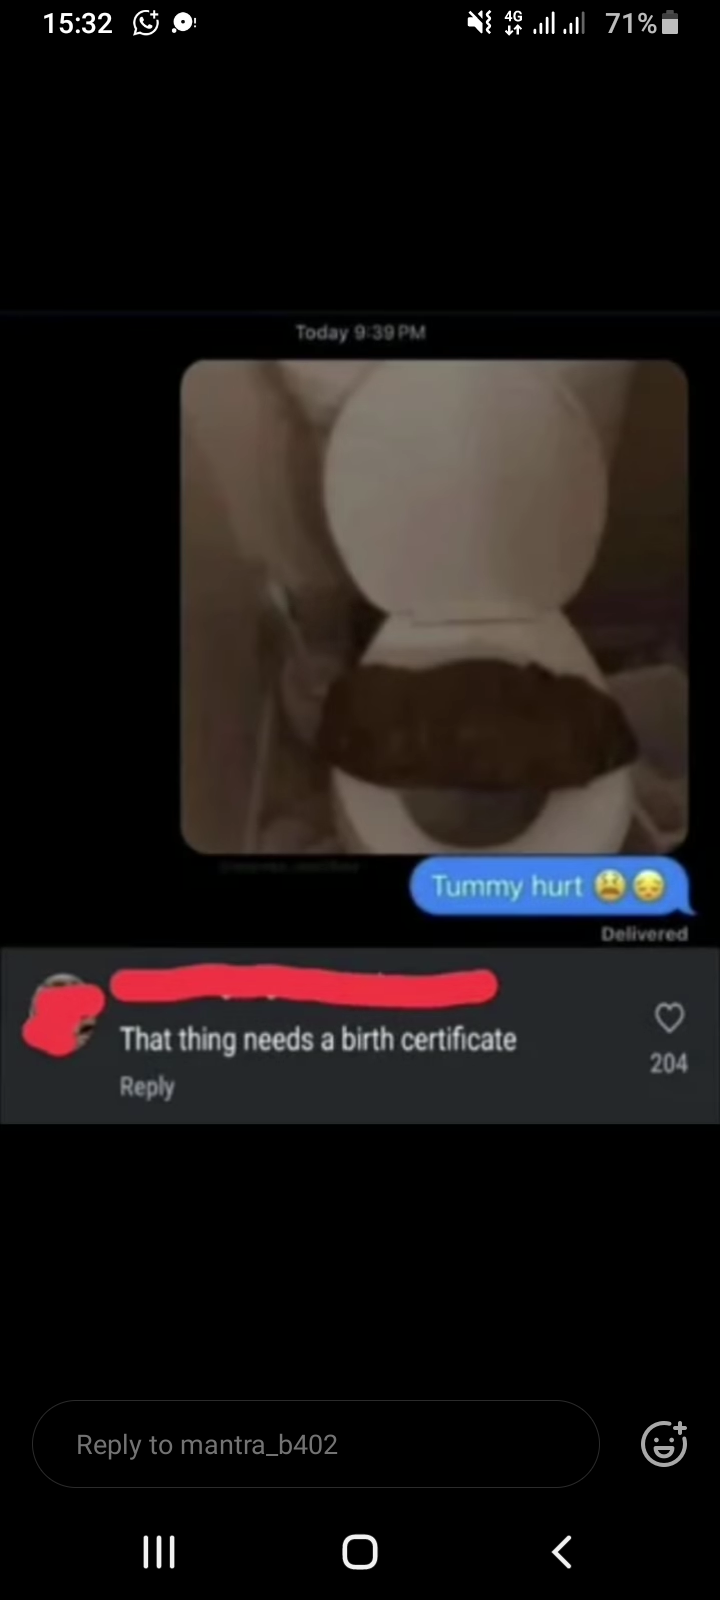 15:32
4G
71%
Today 9:39 PM
Tummy hurt 😫😔
Delivered
That thing needs a birth certificate
Reply
204
Reply to mantra_b402